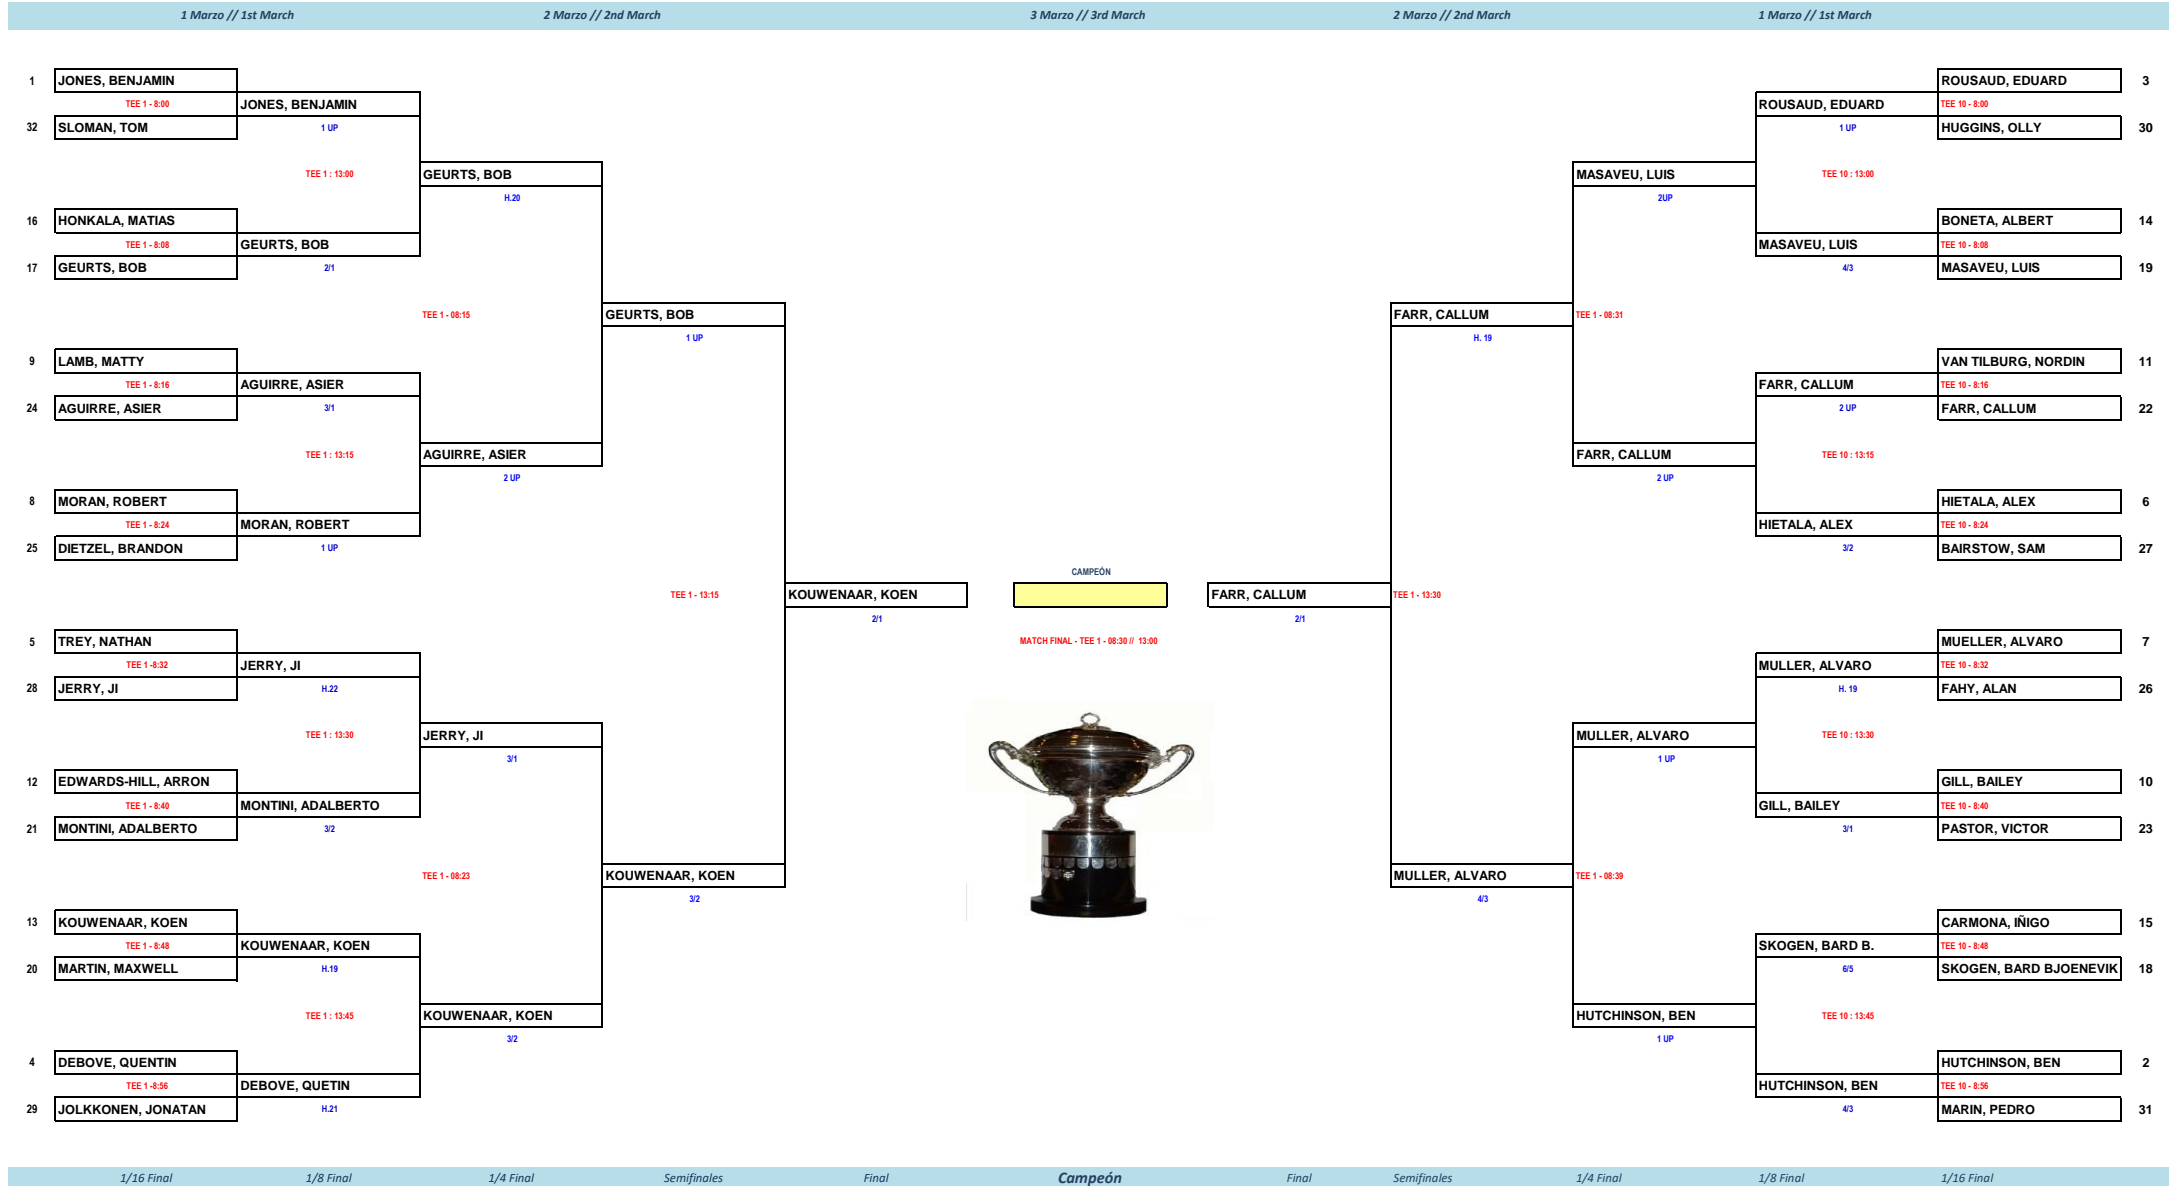 1 Marzo // 1st March 2 Marzo // 2nd March 3 Marzo // 3rd March 2 Marzo // 2nd March 1 Marzo // 1st March
1 JONES, BENJAMIN ROUSAUD, EDUARD 3
TEE 1 - 8:00 JONES, BENJAMIN ROUSAUD, EDUARD TEE 10 - 8:00
32 SLOMAN, TOM 1 UP 1 UP HUGGINS, OLLY 30
TEE 1 : 13:00 GEURTS, BOB MASAVEU, LUIS TEE 10 : 13:00
H.20 2UP
16 HONKALA, MATIAS BONETA, ALBERT 14
TEE 1 - 8:08 GEURTS, BOB MASAVEU, LUIS TEE 10 - 8:08
17 GEURTS, BOB 2/1 4/3 MASAVEU, LUIS 19
TEE 1 - 08:15 GEURTS, BOB FARR, CALLUM TEE 1 - 08:31
1 UP H. 19
9 LAMB, MATTY VAN TILBURG, NORDIN 11
TEE 1 - 8:16 AGUIRRE, ASIER FARR, CALLUM TEE 10 - 8:16
24 AGUIRRE, ASIER 3/1 2 UP FARR, CALLUM 22
TEE 1 : 13:15 AGUIRRE, ASIER FARR, CALLUM TEE 10 : 13:15
2 UP 2 UP
8 MORAN, ROBERT HIETALA, ALEX 6
TEE 1 - 8:24 MORAN, ROBERT HIETALA, ALEX TEE 10 - 8:24
25 DIETZEL, BRANDON 1 UP 3/2 BAIRSTOW, SAM 27
CAMPEÓN
TEE 1 - 13:15 KOUWENAAR, KOEN FARR, CALLUM TEE 1 - 13:30
2/1 2/1
5 TREY, NATHAN MATCH FINAL - TEE 1 - 08:30 // 13:00 MUELLER, ALVARO 7
TEE 1 -8:32 JERRY, JI MULLER, ALVARO TEE 10 - 8:32
28 JERRY, JI H.22 H. 19 FAHY, ALAN 26
TEE 1 : 13:30 JERRY, JI MULLER, ALVARO TEE 10 : 13:30
3/1 1 UP
12 EDWARDS-HILL, ARRON GILL, BAILEY 10
TEE 1 - 8:40 MONTINI, ADALBERTO GILL, BAILEY TEE 10 - 8:40
21 MONTINI, ADALBERTO 3/2 3/1 PASTOR, VICTOR 23
TEE 1 - 08:23 KOUWENAAR, KOEN MULLER, ALVARO TEE 1 - 08:39
3/2 4/3
13 KOUWENAAR, KOEN CARMONA, IÑIGO 15
TEE 1 - 8:48 KOUWENAAR, KOEN SKOGEN, BARD B. TEE 10 - 8:48
20 MARTIN, MAXWELL H.19 6/5 SKOGEN, BARD BJOENEVIK 18
TEE 1 : 13:45 KOUWENAAR, KOEN HUTCHINSON, BEN TEE 10 : 13:45
3/2 1 UP
4 DEBOVE, QUENTIN HUTCHINSON, BEN 2
TEE 1 -8:56 DEBOVE, QUETIN HUTCHINSON, BEN TEE 10 - 8:56
29 JOLKKONEN, JONATAN H.21 4/3 MARIN, PEDRO 31
1/16 Final 1/8 Final 1/4 Final Semifinales Final Campeón Final Semifinales 1/4 Final 1/8 Final 1/16 Final